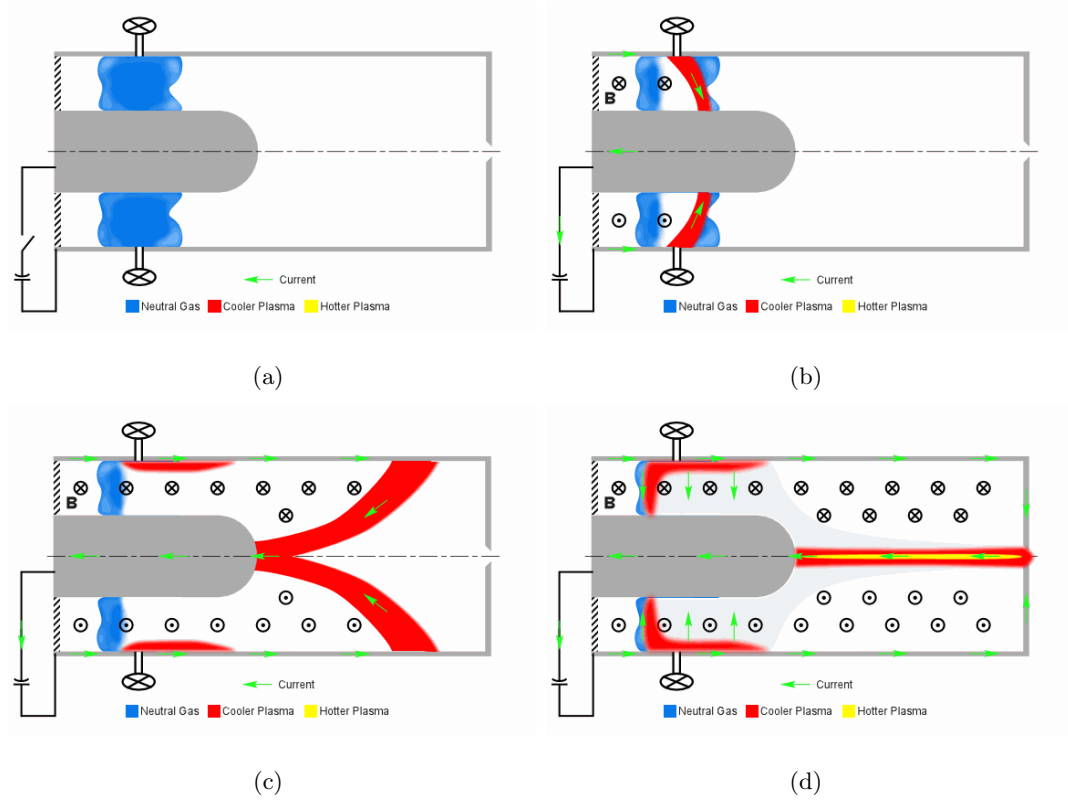 Current
Neutral Gas Cooler Plasma Hotter Plasma
(a)
B
Current
Neutral Gas Cooler Plasma Hotter Plasma
(b)
B
Current
Neutral Gas Cooler Plasma Hotter Plasma
(c)
B
Current
Neutral Gas Cooler Plasma Hotter Plasma
(d)